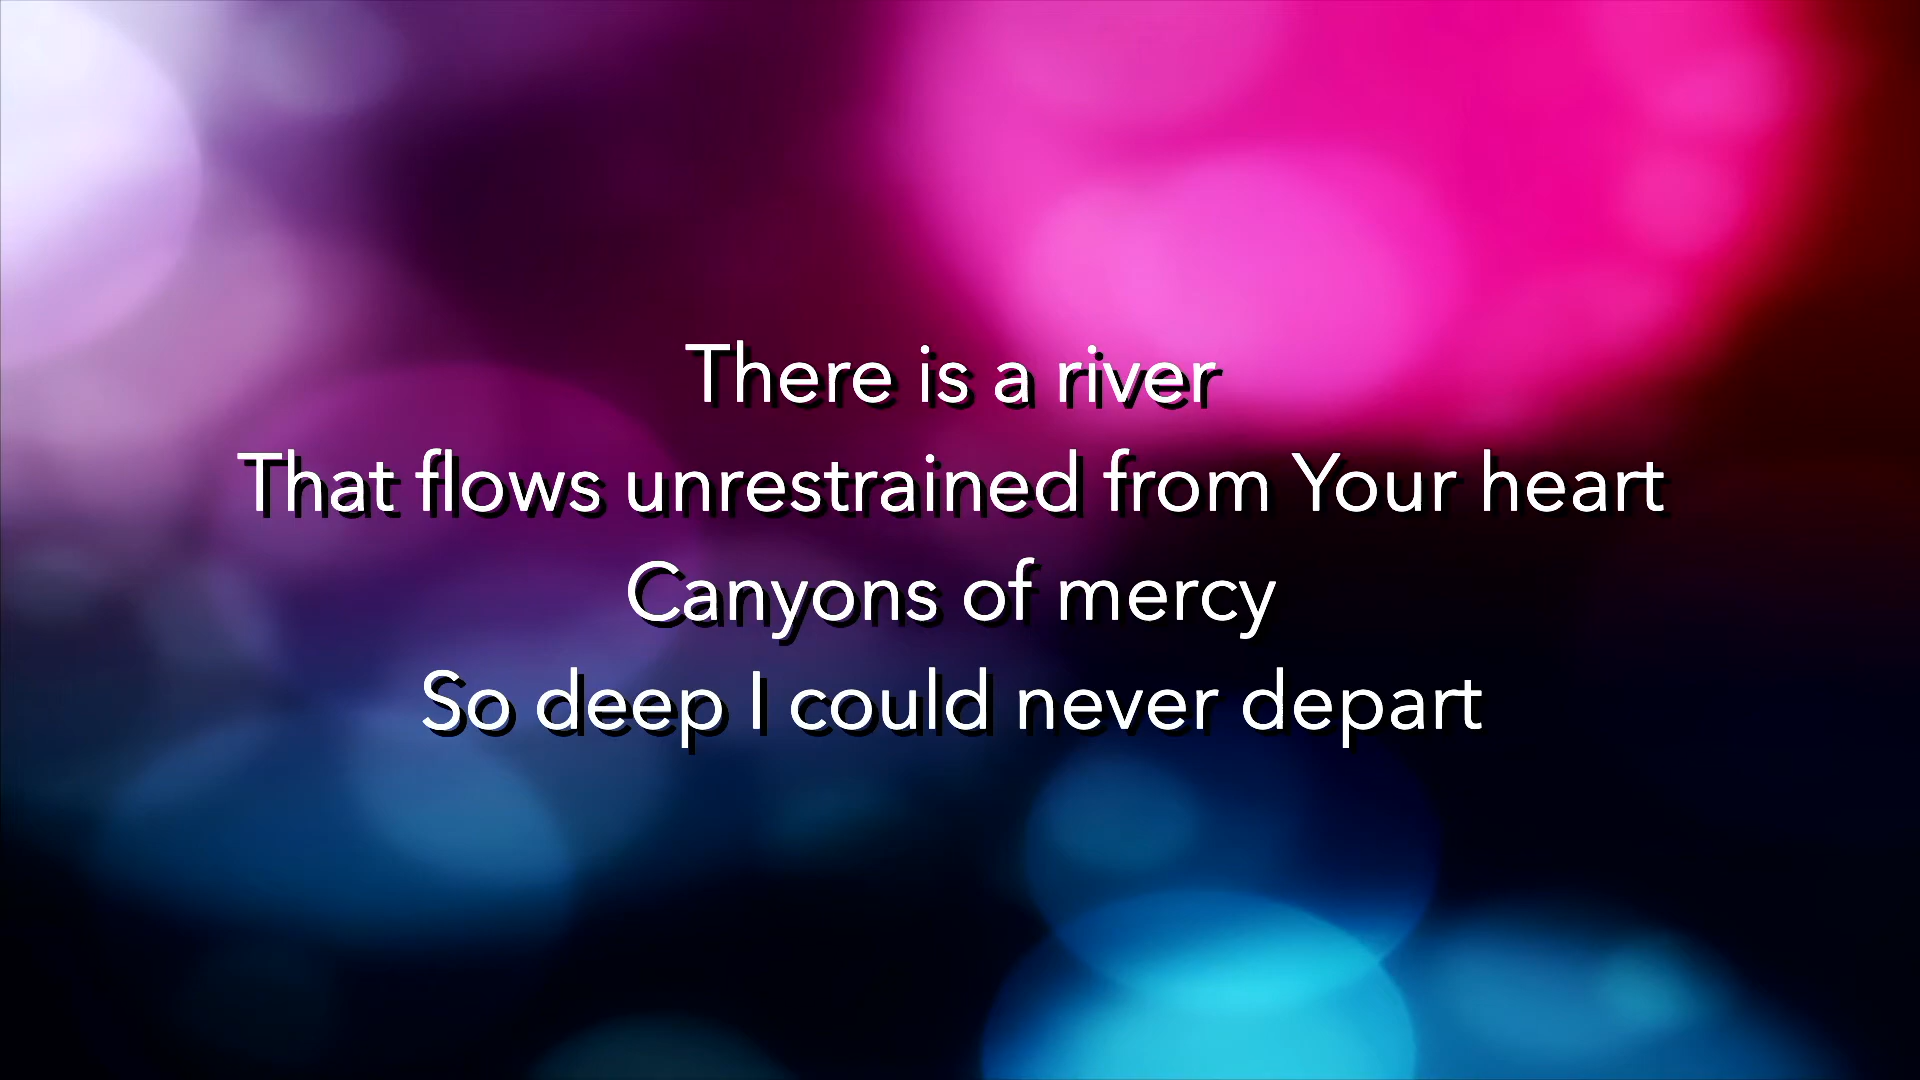 There is a river
That flows unrestrained from Your heart
Canyons of mercy
So deep I could never depart